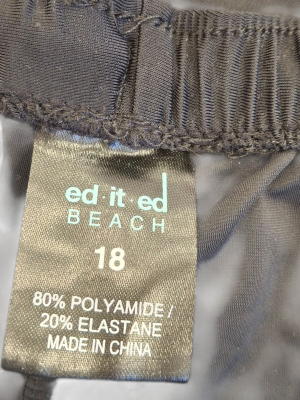 ed·it·ed
BEACH
18
80% POLYAMIDE /
20% ELASTANE
MADE IN CHINA